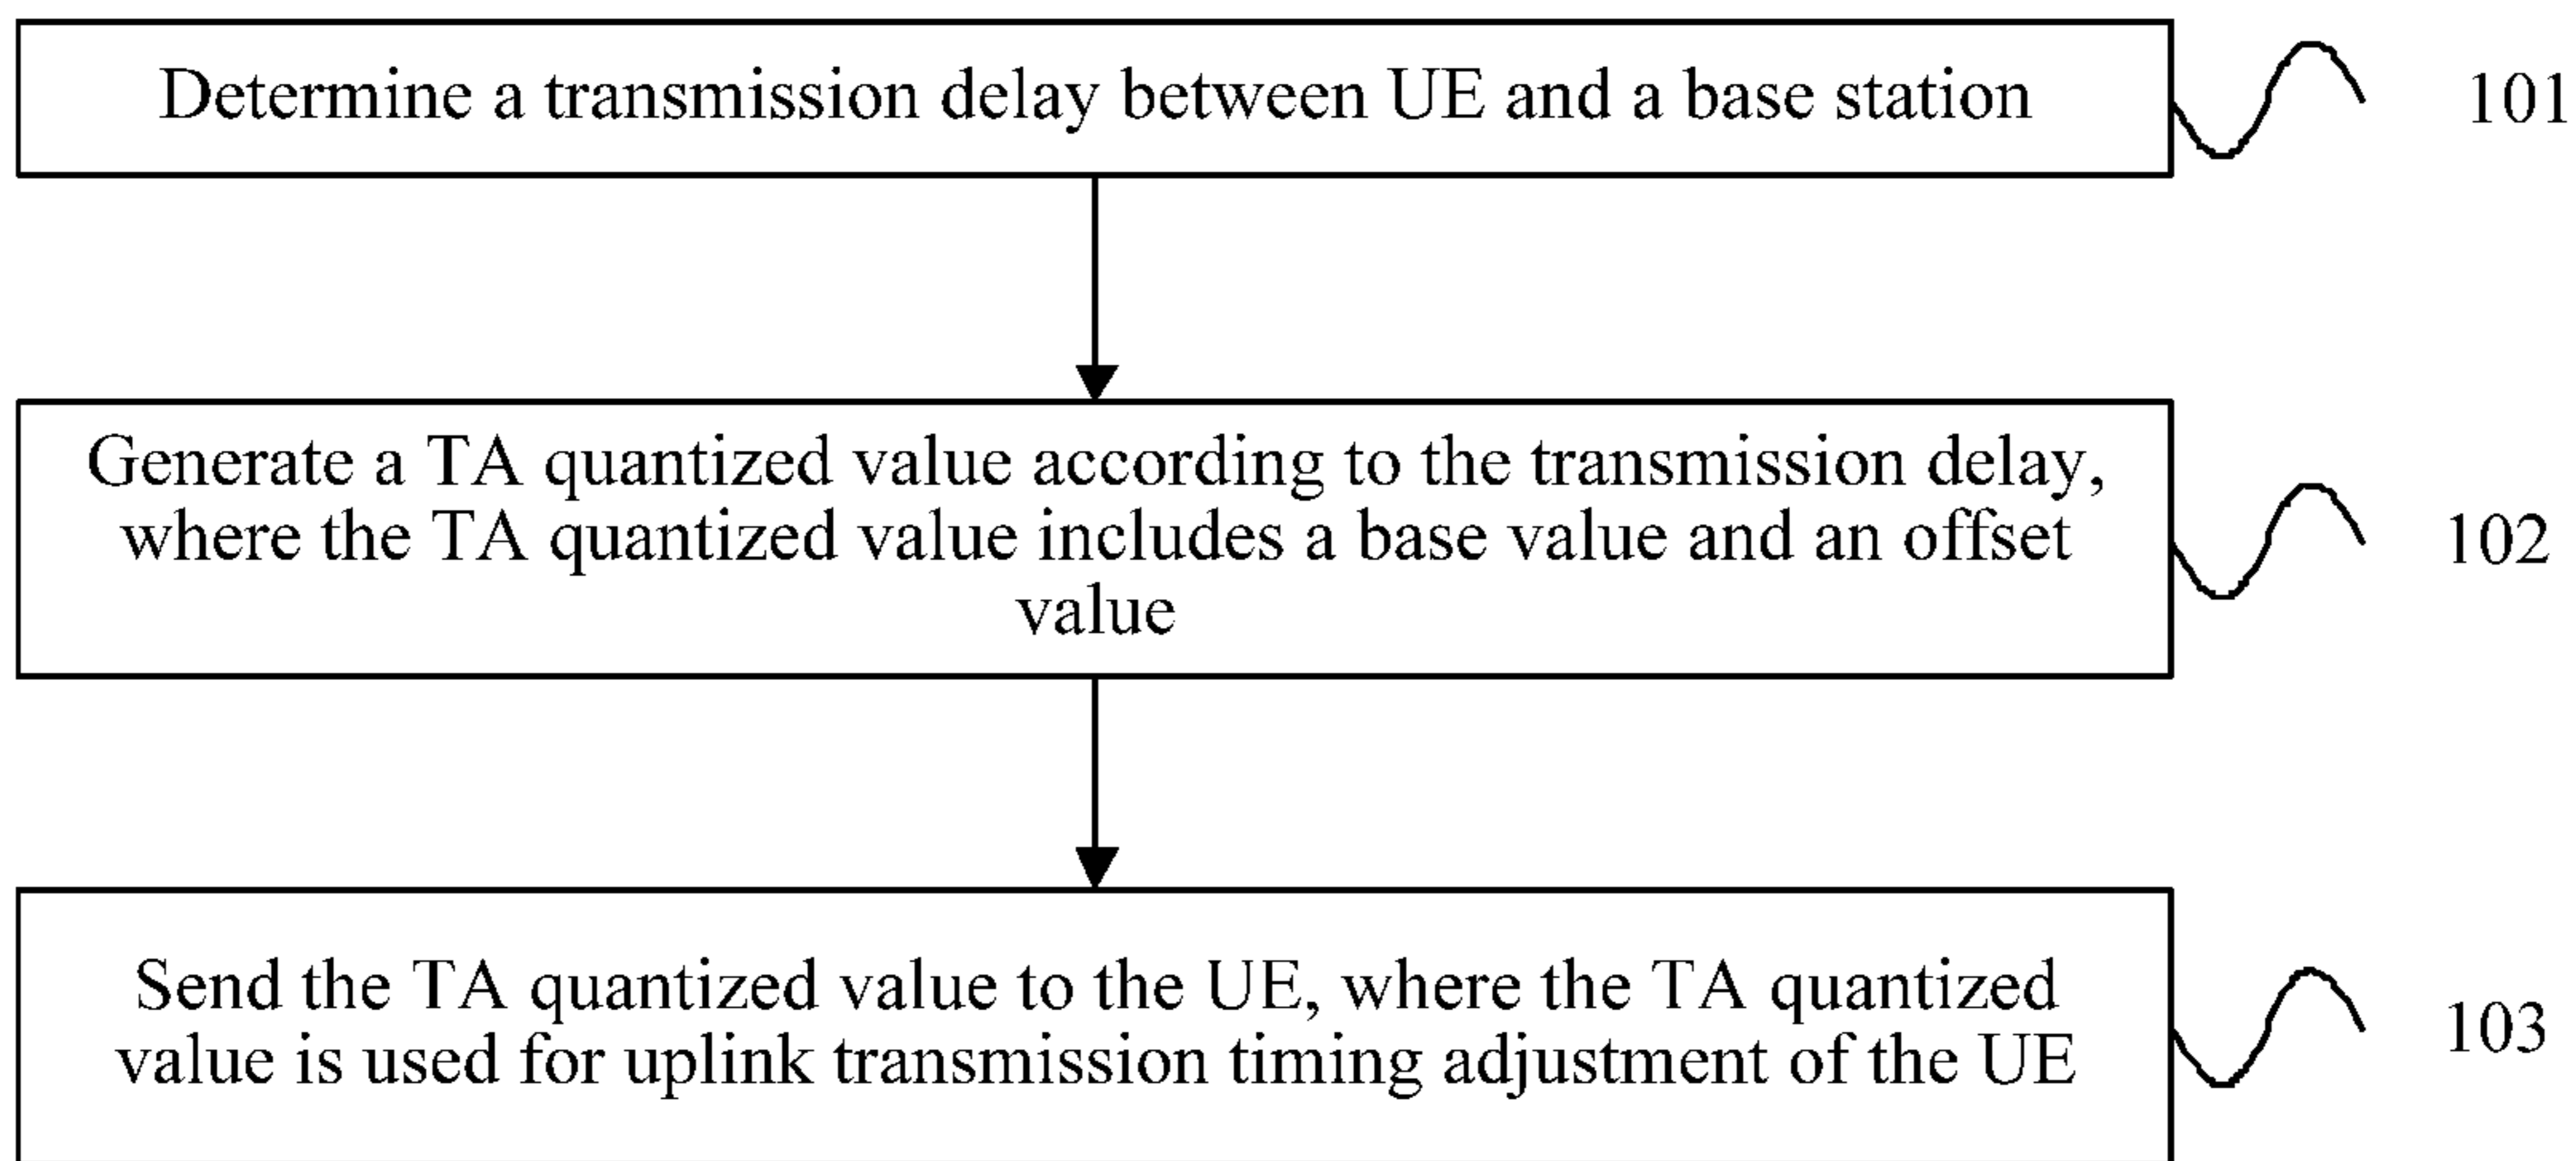 Determine a transmission delay between UE and a base station
101
Generate a TA quantized value according to the transmission delay,
where the TA quantized value includes a base value and an offset
value
102
Send the TA quantized value to the UE, where the TA quantized
value is used for uplink transmission timing adjustment of the UE
103